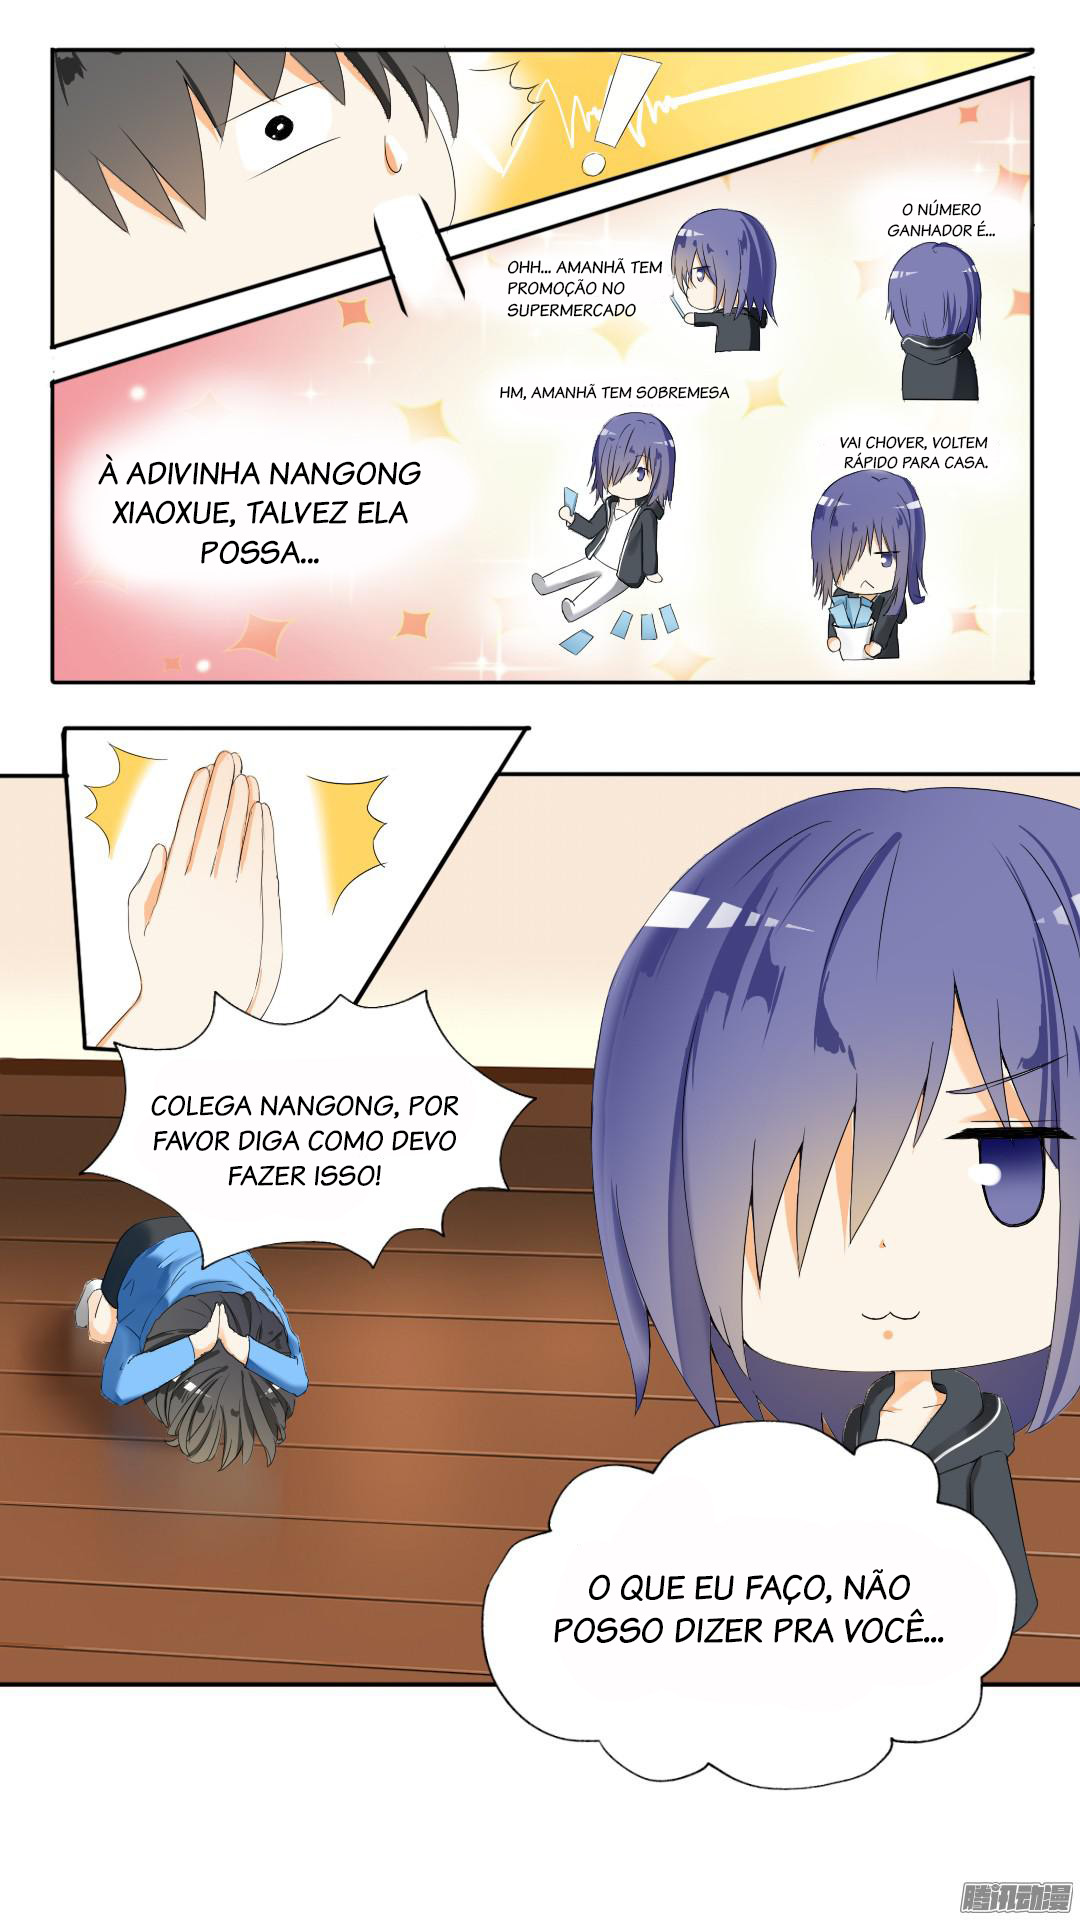 O NÚMERO
GANHADOR É...
OHH... AMANHÃ TEM
PROMOÇÃO NO
SUPERMERCADO
HM, AMANHÃ TEM SOBREMESA
VAI CHOVER, VOLTEM
RÁPIDO PARA CASA.
À ADIVINHA NANGONG
XIAOXUE, TALVEZ ELA
POSSA...
COLEGA NANGONG, POR
FAVOR DIGA COMO DEVO
FAZER ISSO!
O QUE EU FAÇO, NÃO
POSSO DIZER PRA VOCÊ...
腾讯动漫